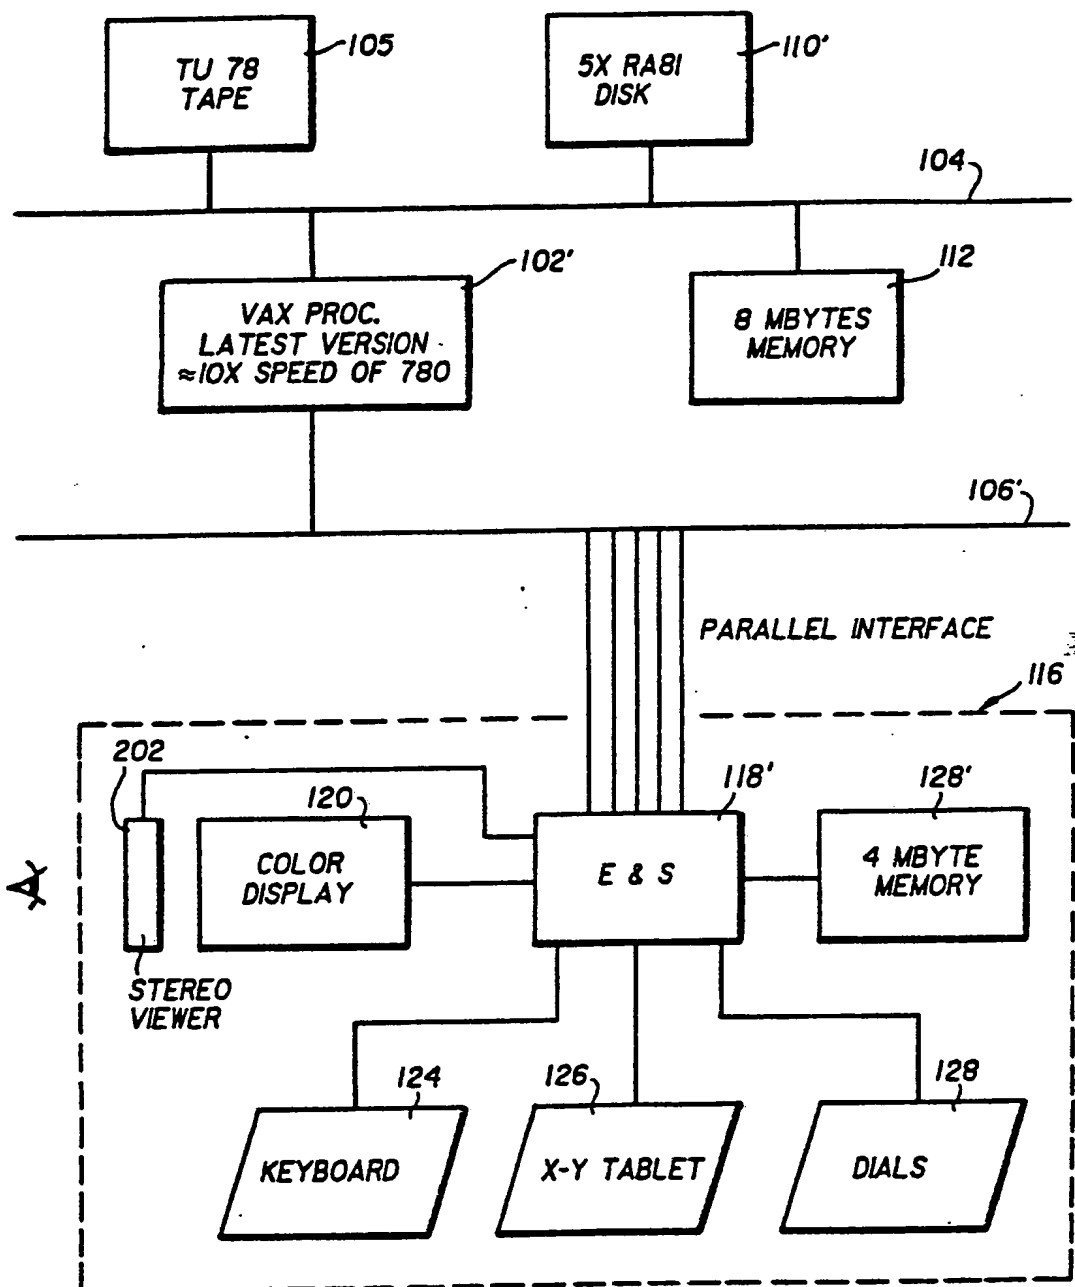 105
TU 78
TAPE
110'
5X RA81
DISK
104
102'
VAX PROC.
LATEST VERSION
≈10X SPEED OF 780
112
8 MBYTES
MEMORY
106'
PARALLEL INTERFACE
116
202
120
COLOR
DISPLAY
118'
E & S
128'
4 MBYTE
MEMORY
STEREO
VIEWER
124
KEYBOARD
126
X-Y TABLET
128
DIALS